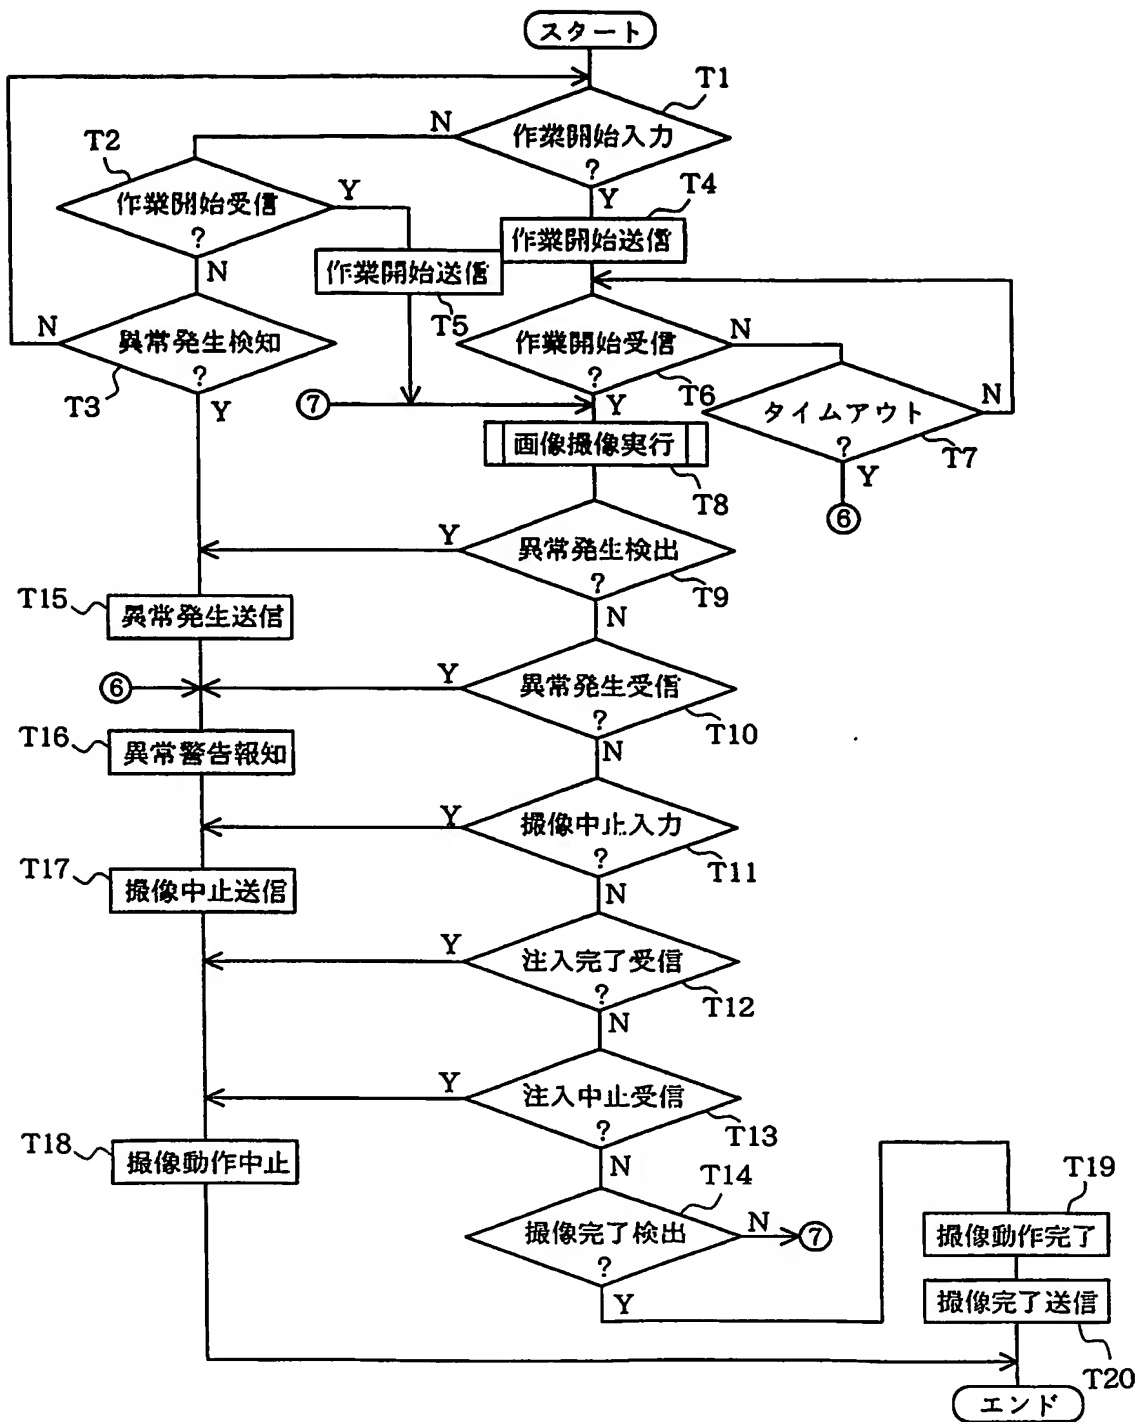 スタート
T1
N
作業開始入力
?
Y
T2
作業開始受信
?
Y
N
T4
作業開始送信
作業開始送信
T5
N
異常発生検知
?
T3
Y
作業開始受信
?
N
T6
Y
タイムアウト
?
N
T7
Y
⑥
⑦
画像撮像実行
T8
異常発生検出
?
Y
T9
N
T15
異常発生送信
⑥
異常発生受信
?
Y
T10
N
T16
異常警告報知
撮像中止入力
?
Y
T11
N
T17
撮像中止送信
注入完了受信
?
Y
T12
N
注入中止受信
?
Y
T13
N
T18
撮像動作中止
T14
撮像完了検出
?
N
⑦
Y
T19
撮像動作完了
撮像完了送信
T20
エンド